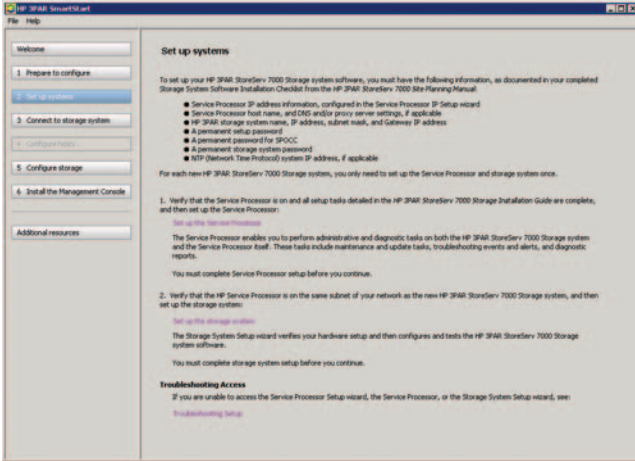 HP 3PAR SmartStart
File Help
Welcome
1 Prepare to configure
2 Set up systems
3 Connect to storage system
4 Configure hosts
5 Configure storage
6 Install the Management Console
Additional resources
Set up systems
To set up your HP 3PAR StoreServ 7000 Storage system software, you must have the following information, as documented in your completed
Storage System Software Installation Checklist from the HP 3PAR StoreServ 7000 Site Planning Manual:
● Service Processor IP address information, configured in the Service Processor IP Setup wizard
● Service Processor host name, and DNS and/or proxy server settings, if applicable
● HP 3PAR storage system name, IP address, subnet mask, and Gateway IP address
● A permanent setup password
● A permanent password for SPOCC
● A permanent storage system password
● NTP (Network Time Protocol) system IP address, if applicable
For each new HP 3PAR StoreServ 7000 Storage system, you only need to set up the Service Processor and storage system once.
1. Verify that the Service Processor is on and all setup tasks detailed in the HP 3PAR StoreServ 7000 Storage Installation Guide are complete,
and then set up the Service Processor:
Set up the Service Processor
The Service Processor enables you to perform administrative and diagnostic tasks on both the HP 3PAR StoreServ 7000 Storage system
and the Service Processor itself. These tasks include maintenance and update tasks, troubleshooting events and alerts, and diagnostic
reports.
You must complete Service Processor setup before you continue.
2. Verify that the HP Service Processor is on the same subnet of your network as the new HP 3PAR StoreServ 7000 Storage system, and then
set up the storage system:
Set up the storage system
The Storage System Setup wizard verifies your hardware setup and then configures and tests the HP 3PAR StoreServ 7000 Storage
system software.
You must complete storage system setup before you continue.
Troubleshooting Access
If you are unable to access the Service Processor Setup wizard, the Service Processor, or the Storage System Setup wizard, see:
Troubleshooting Setup